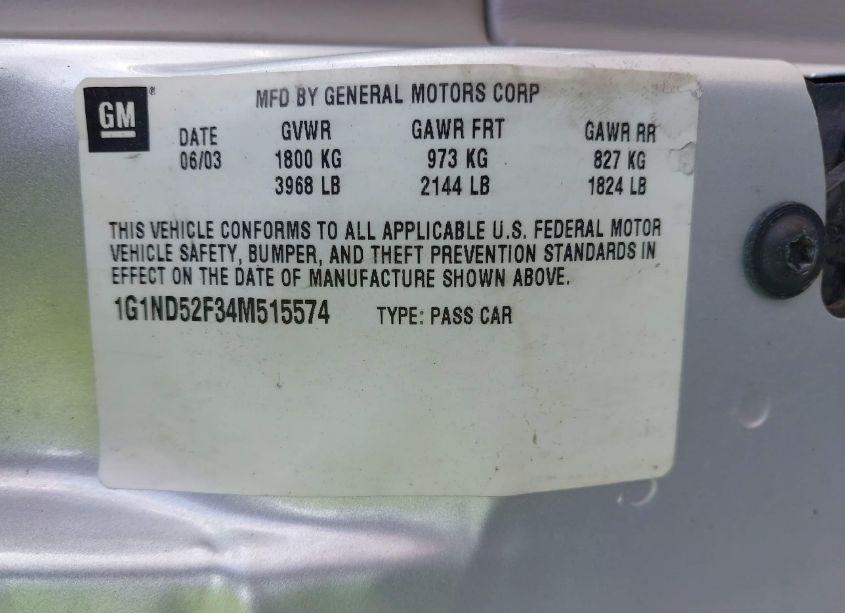 GM ®
MFD BY GENERAL MOTORS CORP
DATE GVWR GAWR FRT GAWR RR
06/03 1800 KG 973 KG 827 KG
3968 LB 2144 LB 1824 LB
THIS VEHICLE CONFORMS TO ALL APPLICABLE U.S. FEDERAL MOTOR
VEHICLE SAFETY, BUMPER, AND THEFT PREVENTION STANDARDS IN
EFFECT ON THE DATE OF MANUFACTURE SHOWN ABOVE.
1G1ND52F34M515574 TYPE: PASS CAR